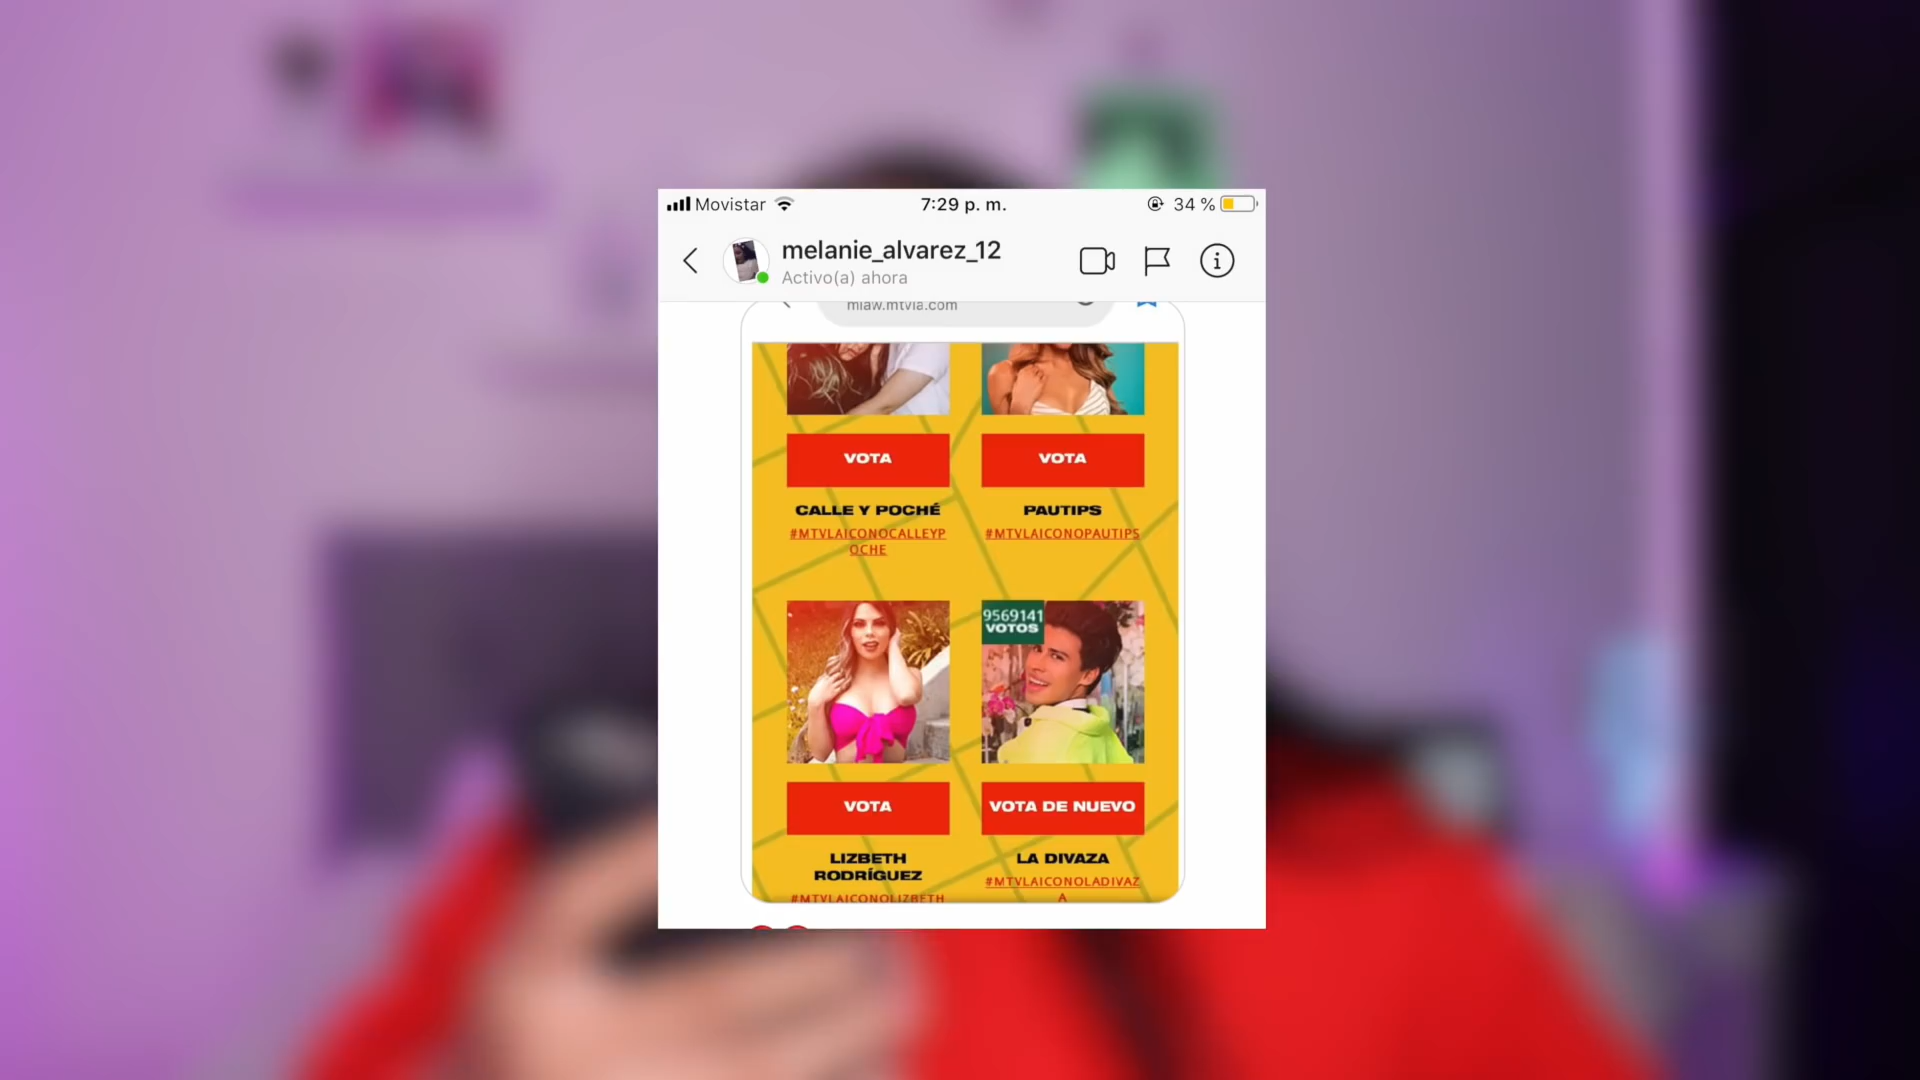 Movistar
7:29 p. m.
34 %
melanie_alvarez_12
Activo(a) ahora
miaw.mtvla.com
VOTA
VOTA
CALLE Y POCHÉ
PAUTIPS
#MTVLAICONOCALLEYP
OCHE
#MTVLAICONOPAUTIPS
9569141
VOTOS
VOTA
VOTA DE NUEVO
LIZBETH
RODRÍGUEZ
LA DIVAZA
#MTVLAICONOLADIVAZ
A
#MTVLAICONOLIZBETH